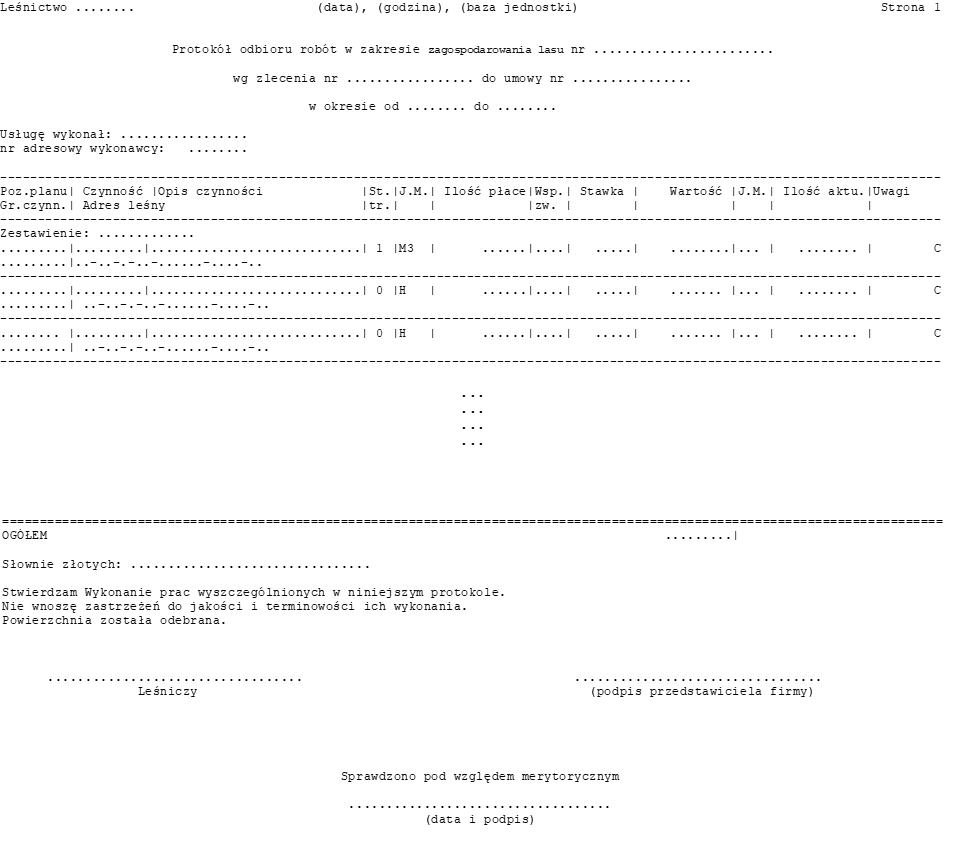 Leśnictwo ........ (data), (godzina), (baza jednostki) Strona 1
Protokół odbioru robót w zakresie zagospodarowania lasu nr ........................
wg zlecenia nr ................. do umowy nr ................
w okresie od ........ do ........
Usługę wykonał: .................
nr adresowy wykonawcy: ........
Poz.planu| Czynność |Opis czynności |St.|J.M.| Ilość płace|Wsp.| Stawka | Wartość |J.M.| Ilość aktu.|Uwagi
Gr.czynn.| Adres leśny |tr.| | |zw. | | | | |
Zestawienie: .............
.........|.........|............................| 1 |M3 | ......|....| .....| ........|... | ........ | C
.........|..-..-.-..-......-....-..
.........|.........|............................| 0 |H | ......|....| .....| ....... |... | ........ | C
.........| ..-..-.-..-......-....-..
........ |.........|............................| 0 |H | ......|....| .....| ....... |... | ........ | C
.........| ..-..-.-..-......-....-..
...
...
...
...
OGÓŁEM .........|
Słownie złotych: ................................
Stwierdzam Wykonanie prac wyszczególnionych w niniejszym protokole.
Nie wnoszę zastrzeżeń do jakości i terminowości ich wykonania.
Powierzchnia została odebrana.
.................................. .................................
Leśniczy (podpis przedstawiciela firmy)
Sprawdzono pod względem merytorycznym
...................................
(data i podpis)